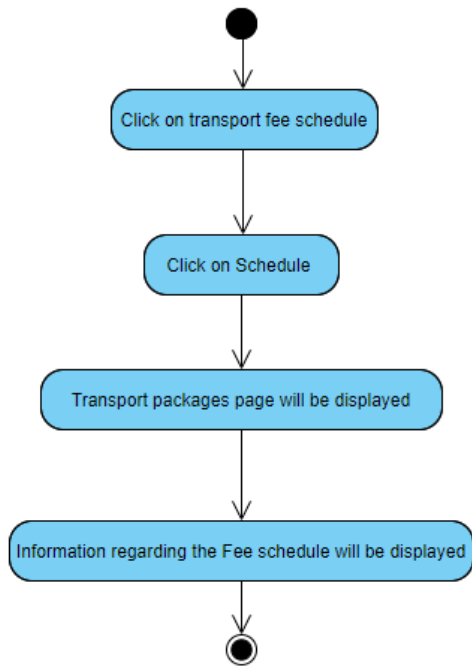 Click on transport fee schedule
Click on Schedule
Transport packages page will be displayed
Information regarding the Fee schedule will be displayed